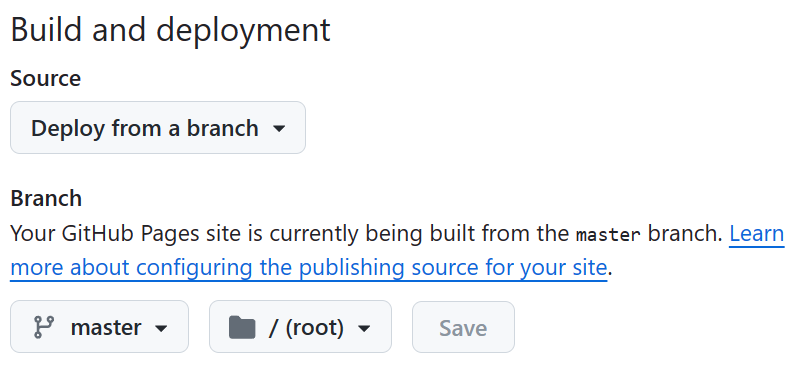 Build and deployment
Source
Deploy from a branch
Branch
Your GitHub Pages site is currently being built from the master branch. Learn
more about configuring the publishing source for your site.
master / (root) Save